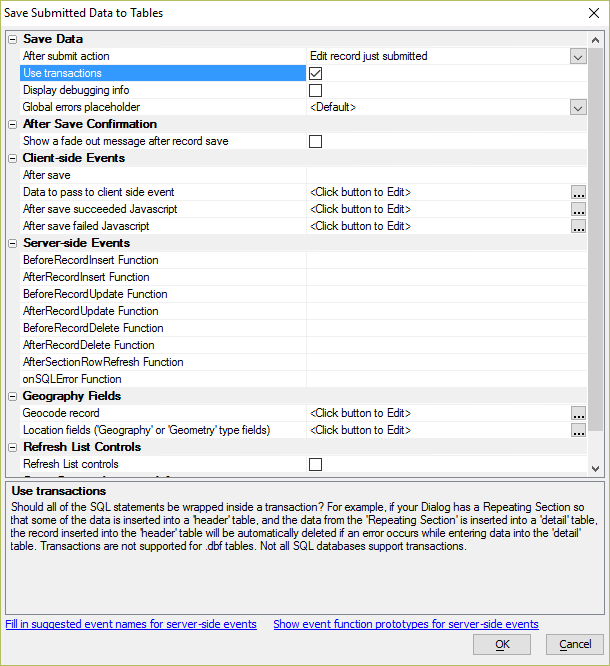 Save Submitted Data to Tables
Save Data
After submit action Edit record just submitted
Use transactions
Display debugging info
Global errors placeholder <Default>
After Save Confirmation
Show a fade out message after record save
Client-side Events
After save
Data to pass to client side event <Click button to Edit> ...
After save succeeded Javascript <Click button to Edit> ...
After save failed Javascript <Click button to Edit> ...
Server-side Events
BeforeRecordInsert Function
AfterRecordInsert Function
BeforeRecordUpdate Function
AfterRecordUpdate Function
BeforeRecordDelete Function
AfterRecordDelete Function
AfterSectionRowRefresh Function
onSQLError Function
Geography Fields
Geocode record <Click button to Edit> ...
Location fields ('Geography' or 'Geometry' type fields) <Click button to Edit> ...
Refresh List Controls
Refresh List controls
Use transactions
Should all of the SQL statements be wrapped inside a transaction? For example, if your Dialog has a Repeating Section so
that some of the data is inserted into a 'header' table, and the data from the 'Repeating Section' is inserted into a 'detail' table,
the record inserted into the 'header' table will be automatically deleted if an error occurs while entering data into the 'detail'
table. Transactions are not supported for .dbf tables. Not all SQL databases support transactions.
Fill in suggested event names for server-side events Show event function prototypes for server-side events
OK Cancel